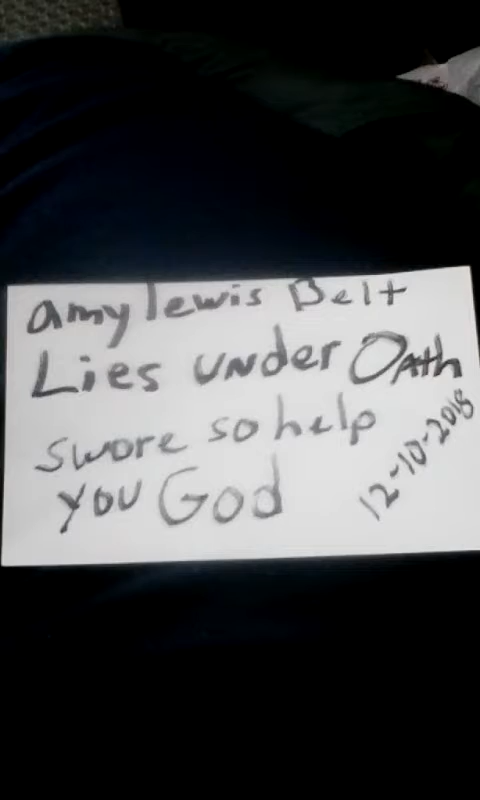 amy lewis Belt
Lies under Oath
swore so help
you God
12-10-2018